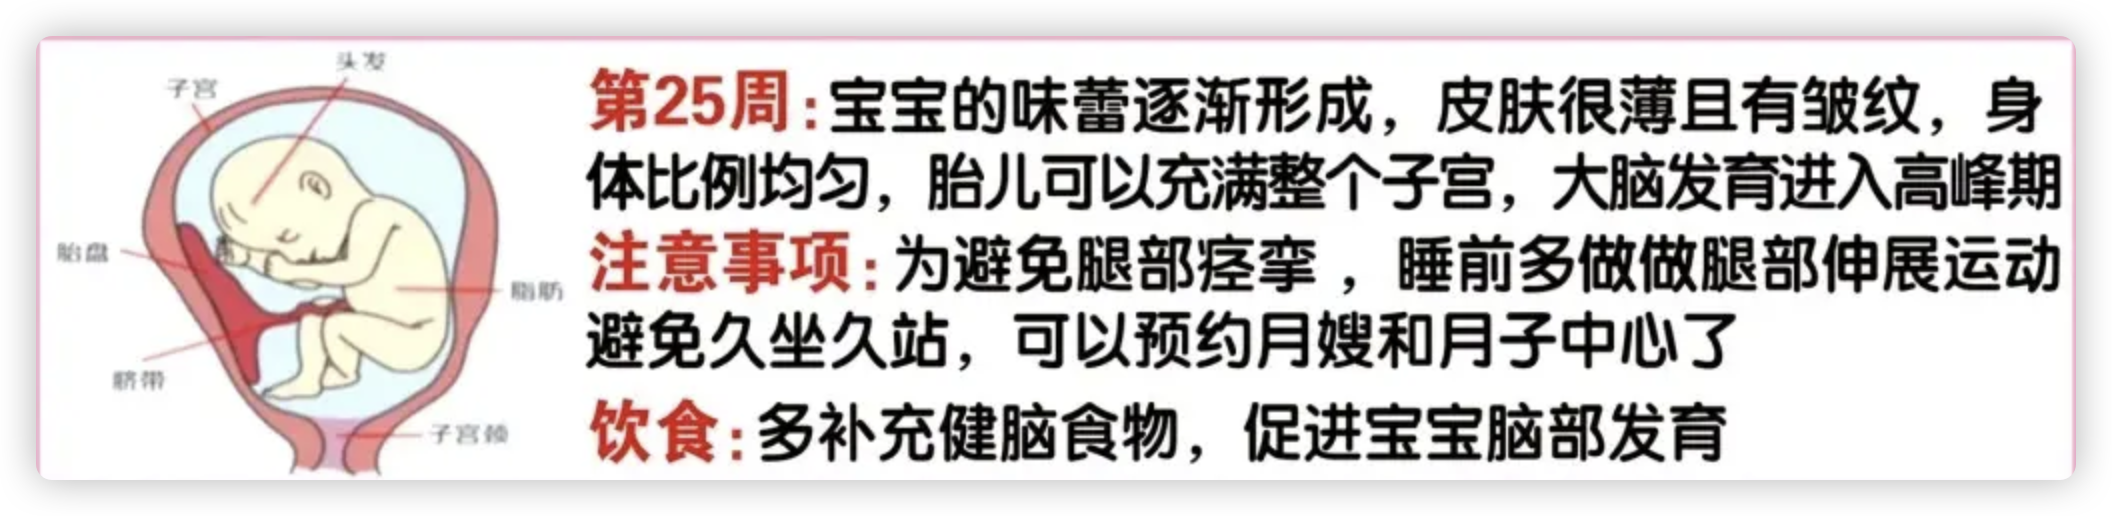 头发
子宫
胎盘
脂肪
脐带
子宫颈
第25周:宝宝的味蕾逐渐形成，皮肤很薄且有皱纹，身
体比例均匀，胎儿可以充满整个子宫，大脑发育进入高峰期
注意事项:为避免腿部痉挛，睡前多做做腿部伸展运动
避免久坐久站，可以预约月嫂和月子中心了
饮食:多补充健脑食物，促进宝宝脑部发育